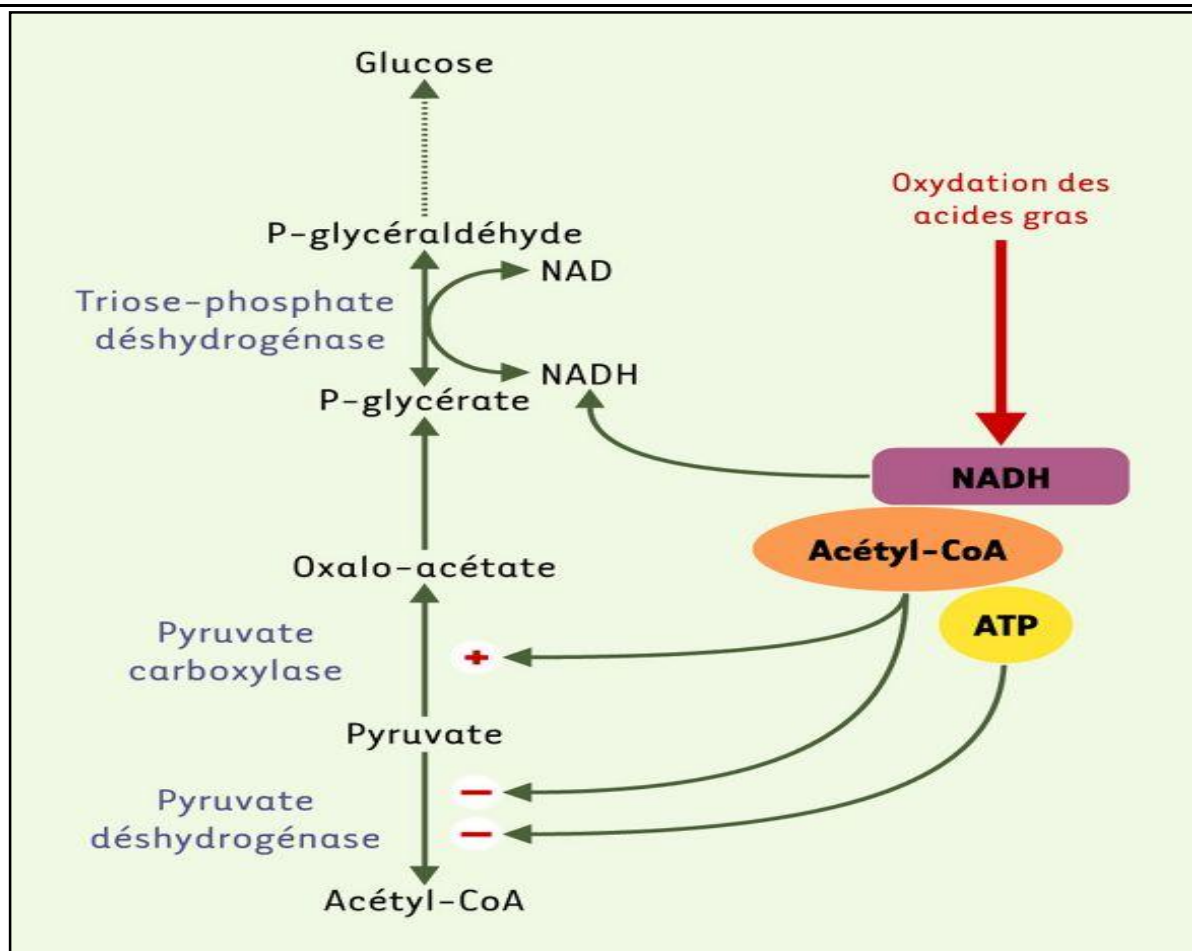 Glucose
Oxydation des
acides gras
P-glycéraldéhyde
NAD
Triose-phosphate
déshydrogénase
NADH
P-glycérate
NADH
Acétyl-CoA
Oxalo-acétate
ATP
Pyruvate
carboxylase
+
Pyruvate
−
Pyruvate
déshydrogénase
−
Acétyl-CoA